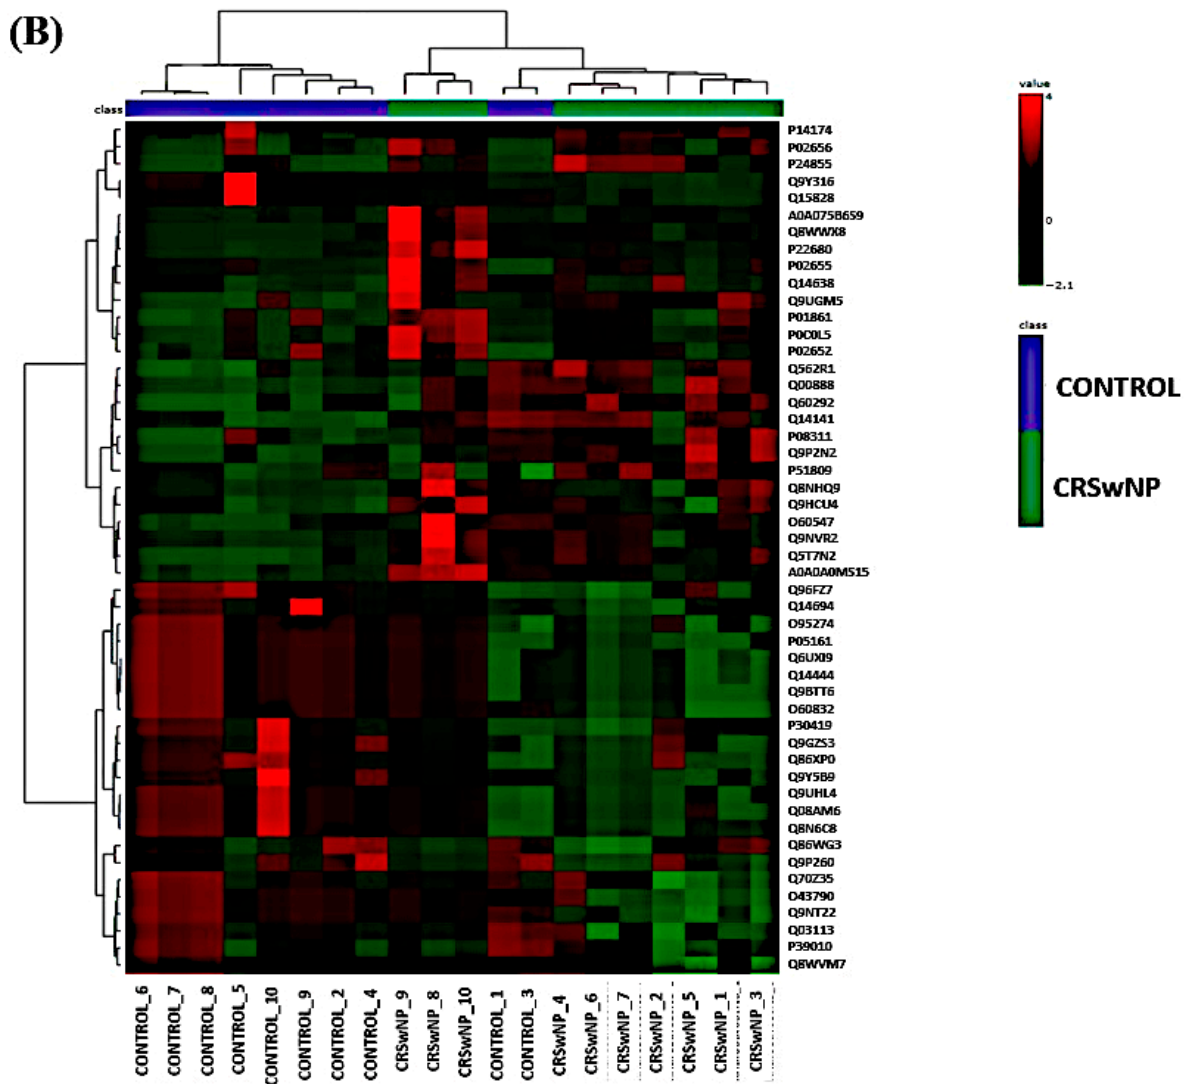 (B)
class
P14174
P02656
P24855
Q9Y316
Q15828
A0A075B6S9
Q8WWX8
P22680
P02655
Q14638
Q9UGM5
P01861
P0C0L5
P02652
Q562R1
Q00888
Q60292
Q14141
P08311
Q9P2N2
P51809
Q8NHQ9
Q9HCU4
O60547
Q9NVR2
Q5T7N2
A0A0A0MS15
Q96FZ7
Q14694
O95274
P05161
Q6UXI9
Q14444
Q9BTT6
O60832
P30419
Q9GZS3
Q86XP0
Q9Y5B9
Q9UHL4
Q08AM6
Q8N6C8
Q86WG3
Q9P260
Q70Z35
O43790
Q9NT22
Q03113
P39010
Q8WVM7
CONTROL_6
CONTROL_7
CONTROL_8
CONTROL_5
CONTROL_10
CONTROL_9
CONTROL_2
CONTROL_4
CRSwNP_9
CRSwNP_8
CRSwNP_10
CONTROL_1
CONTROL_3
CRSwNP_4
CRSwNP_6
CRSwNP_7
CRSwNP_2
CRSwNP_5
CRSwNP_1
CRSwNP_3
value
4
0
−2.1
class
CONTROL
CRSwNP